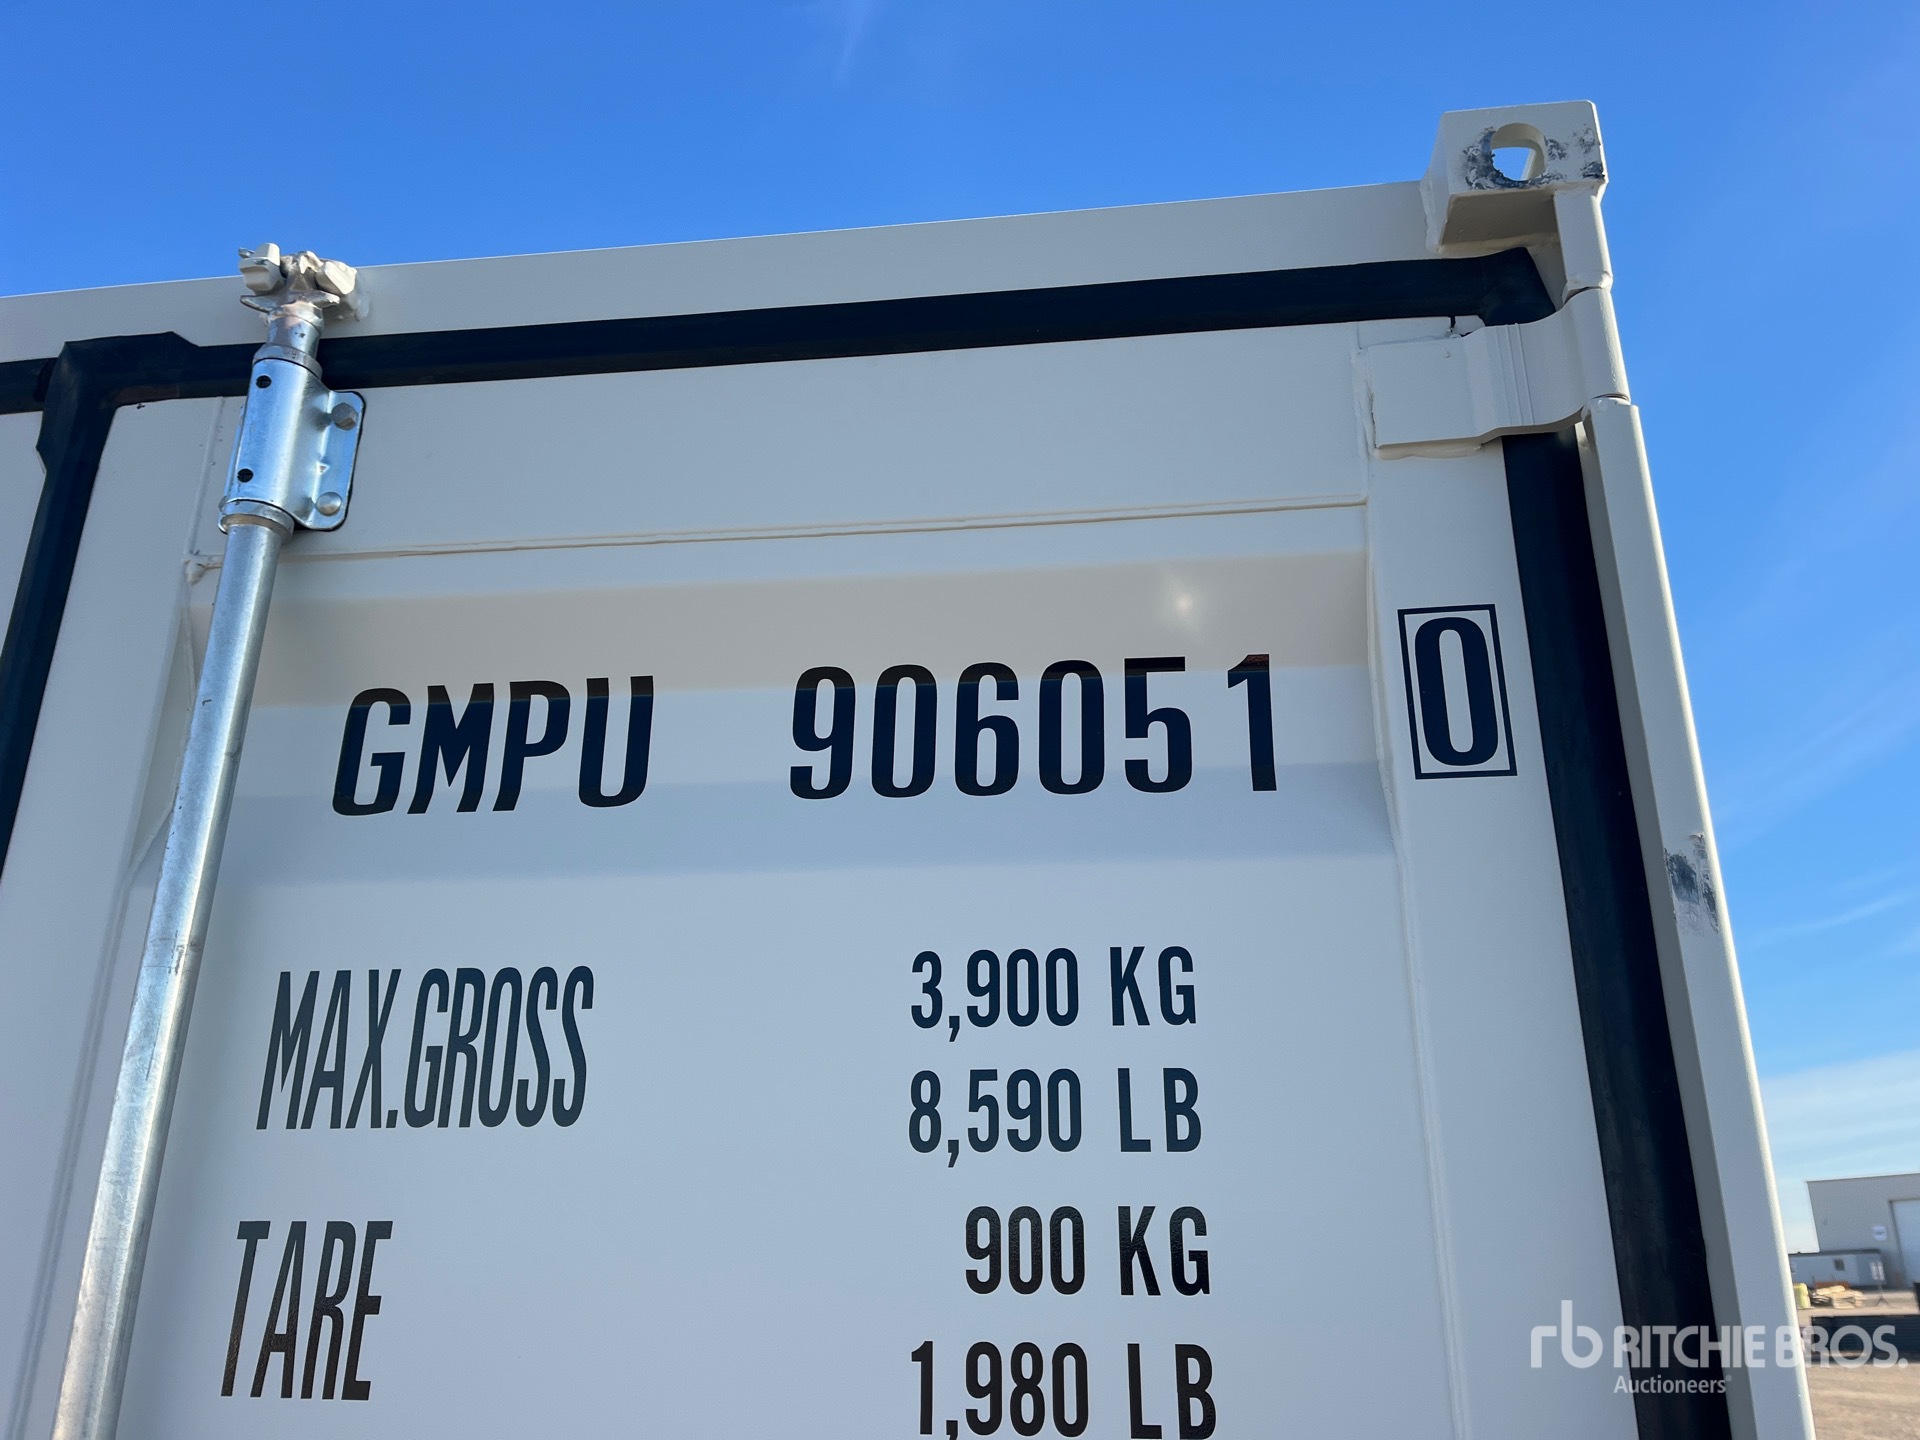 GMPU 906051 0
MAX.GROSS 3,900 KG
8,590 LB
TARE 900 KG
1,980 LB
rb RITCHIE BROS.
Auctioneers